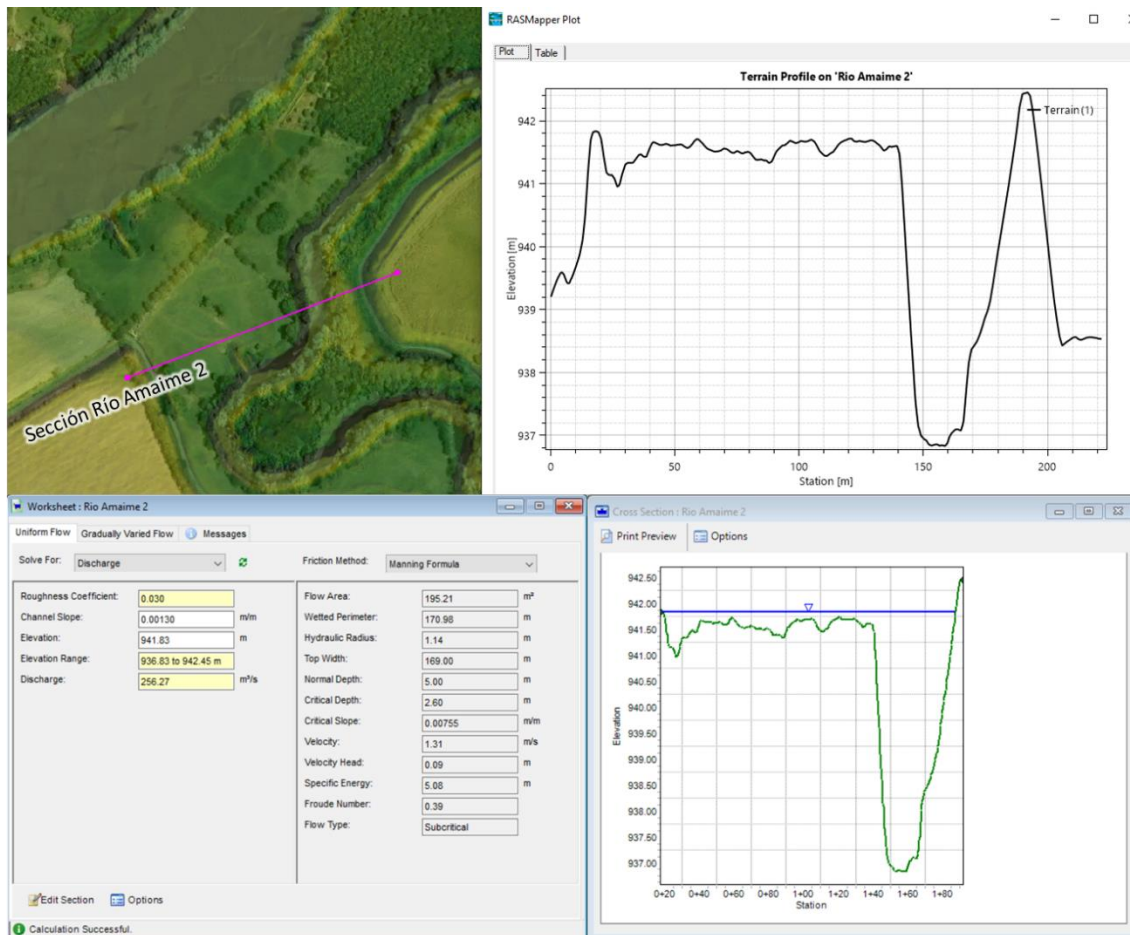 Sección Río Amaime 2
RASMapper Plot
Plot Table
Terrain Profile on 'Rio Amaime 2'
Terrain (1)
Elevation [m]
942
941
940
939
938
937
0 50 100 150 200
Station [m]
Worksheet : Rio Amaime 2
Uniform Flow Gradually Varied Flow Messages
Solve For: Discharge Friction Method: Manning Formula
Roughness Coefficient: 0.030
Channel Slope: 0.00130 m/m
Elevation: 941.83 m
Elevation Range: 936.83 to 942.45 m
Discharge: 256.27 m³/s
Flow Area: 195.21 m²
Wetted Perimeter: 170.98 m
Hydraulic Radius: 1.14 m
Top Width: 169.00 m
Normal Depth: 5.00 m
Critical Depth: 2.60 m
Critical Slope: 0.00755 m/m
Velocity: 1.31 m/s
Velocity Head: 0.09 m
Specific Energy: 5.08 m
Froude Number: 0.39
Flow Type: Subcritical
Edit Section Options
Calculation Successful.
Cross Section : Rio Amaime 2
Print Preview Options
Elevation
942.50
942.00
941.50
941.00
940.50
940.00
939.50
939.00
938.50
938.00
937.50
937.00
0+20 0+40 0+60 0+80 1+00 1+20 1+40 1+60 1+80
Station